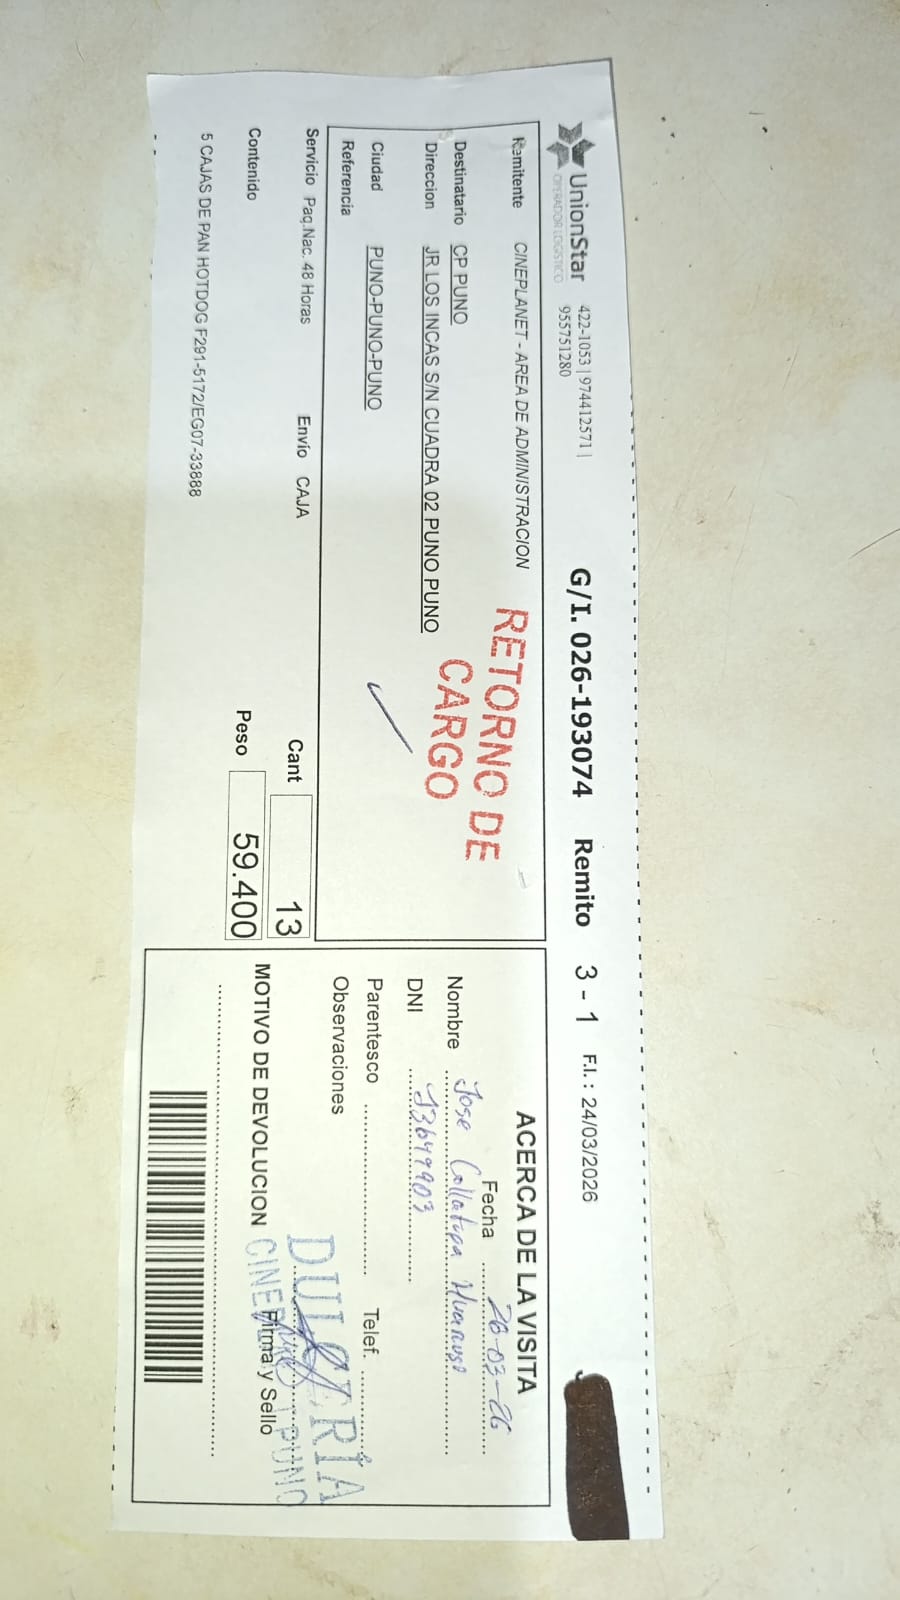 UnionStar
OPERADOR LOGISTICO
422-1053 | 974412571 |
955751280
G/I. 026-193074 Remito 3 - 1 F.I. : 24/03/2026
Remitente CINEPLANET - AREA DE ADMINISTRACION
Destinatario CP PUNO
Direccion JR LOS INCAS S/N CUADRA 02 PUNO PUNO
Ciudad PUNO-PUNO-PUNO
Referencia
RETORNO DE
CARGO
Servicio Paq.Nac. 48 Horas Envío CAJA Cant 13
Contenido Peso 59.400
5 CAJAS DE PAN HOTDOG F291-5172/EG07-33888
ACERCA DE LA VISITA
Fecha 26-03-26
Nombre Jose
DNI
Parentesco Telef.
Observaciones
DULCERIA
CINEPLANET PUNO
MOTIVO DE DEVOLUCION Firma y Sello